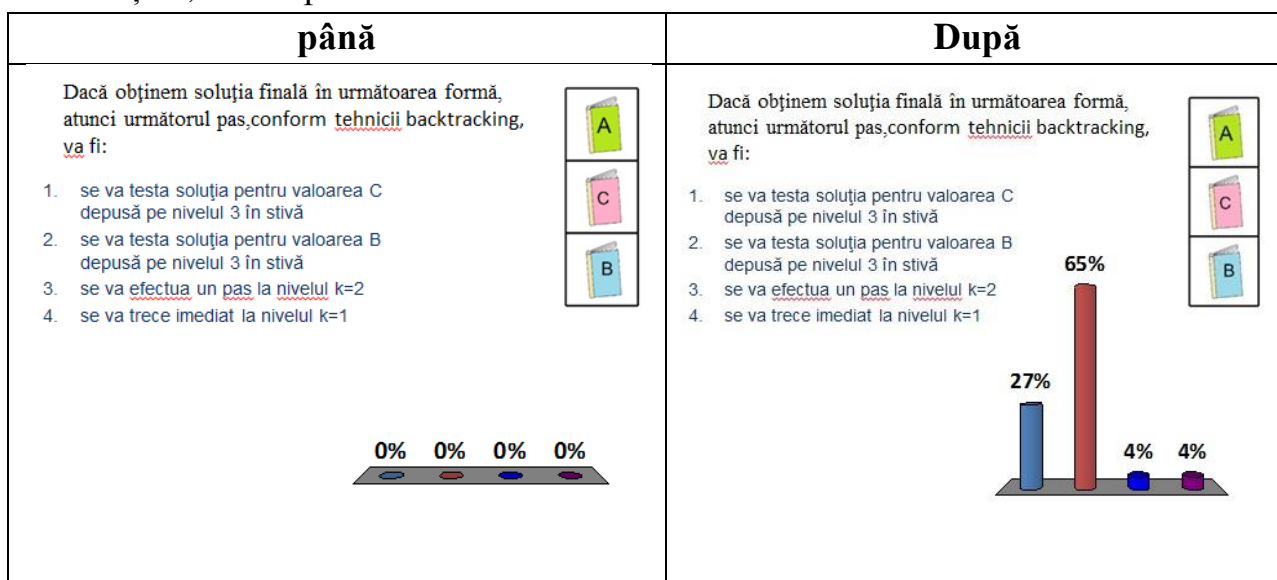 până
După
Dacă obţinem soluţia finală în următoarea formă,
atunci următorul pas,conform tehnicii backtracking,
va fi:
1. se va testa soluţia pentru valoarea C
depusă pe nivelul 3 în stivă
2. se va testa soluţia pentru valoarea B
depusă pe nivelul 3 în stivă
3. se va efectua un pas la nivelul k=2
4. se va trece imediat la nivelul k=1
A
C
B
0% 0% 0% 0%
Dacă obţinem soluţia finală în următoarea formă,
atunci următorul pas,conform tehnicii backtracking,
va fi:
1. se va testa soluţia pentru valoarea C
depusă pe nivelul 3 în stivă
2. se va testa soluţia pentru valoarea B
depusă pe nivelul 3 în stivă
3. se va efectua un pas la nivelul k=2
4. se va trece imediat la nivelul k=1
A
C
B
65%
27%
4% 4%